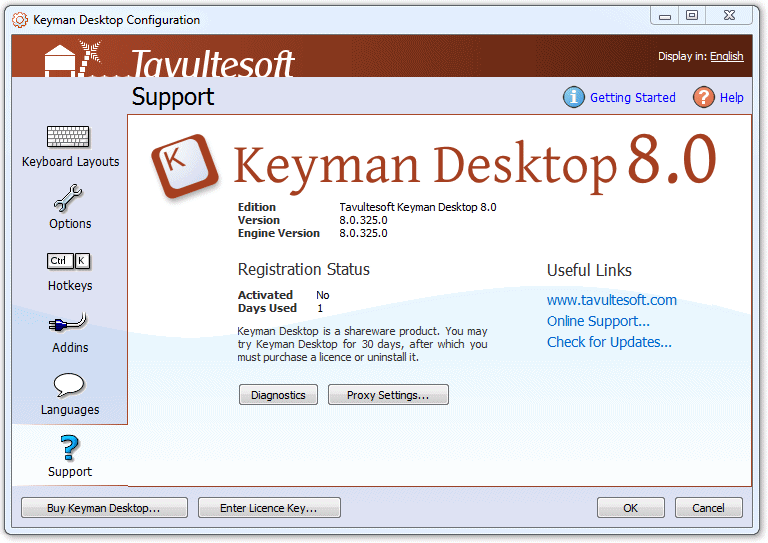 Keyman Desktop Configuration
Tavultesoft
Display in: English
Support
Getting Started
Help
Keyboard Layouts
Options
Ctrl K
Hotkeys
Addins
Languages
Support
K
Keyman Desktop 8.0
Edition Tavultesoft Keyman Desktop 8.0
Version 8.0.325.0
Engine Version 8.0.325.0
Registration Status
Activated No
Days Used 1
Keyman Desktop is a shareware product. You may
try Keyman Desktop for 30 days, after which you
must purchase a licence or uninstall it.
Diagnostics
Proxy Settings...
Useful Links
www.tavultesoft.com
Online Support...
Check for Updates...
Buy Keyman Desktop...
Enter Licence Key...
OK
Cancel